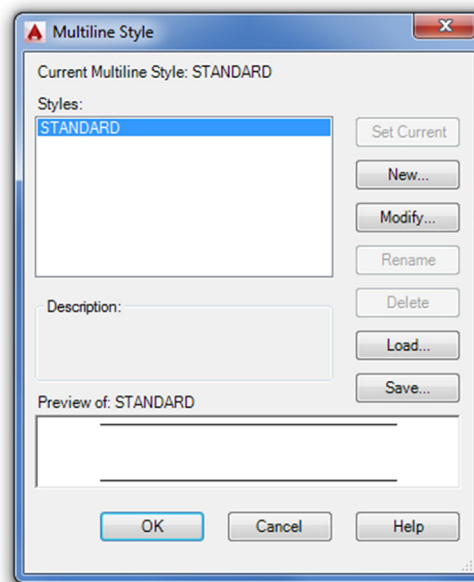 Multiline Style
Current Multiline Style: STANDARD
Styles:
STANDARD
Set Current
New...
Modify...
Rename
Delete
Load...
Save...
Description:
Preview of: STANDARD
OK
Cancel
Help